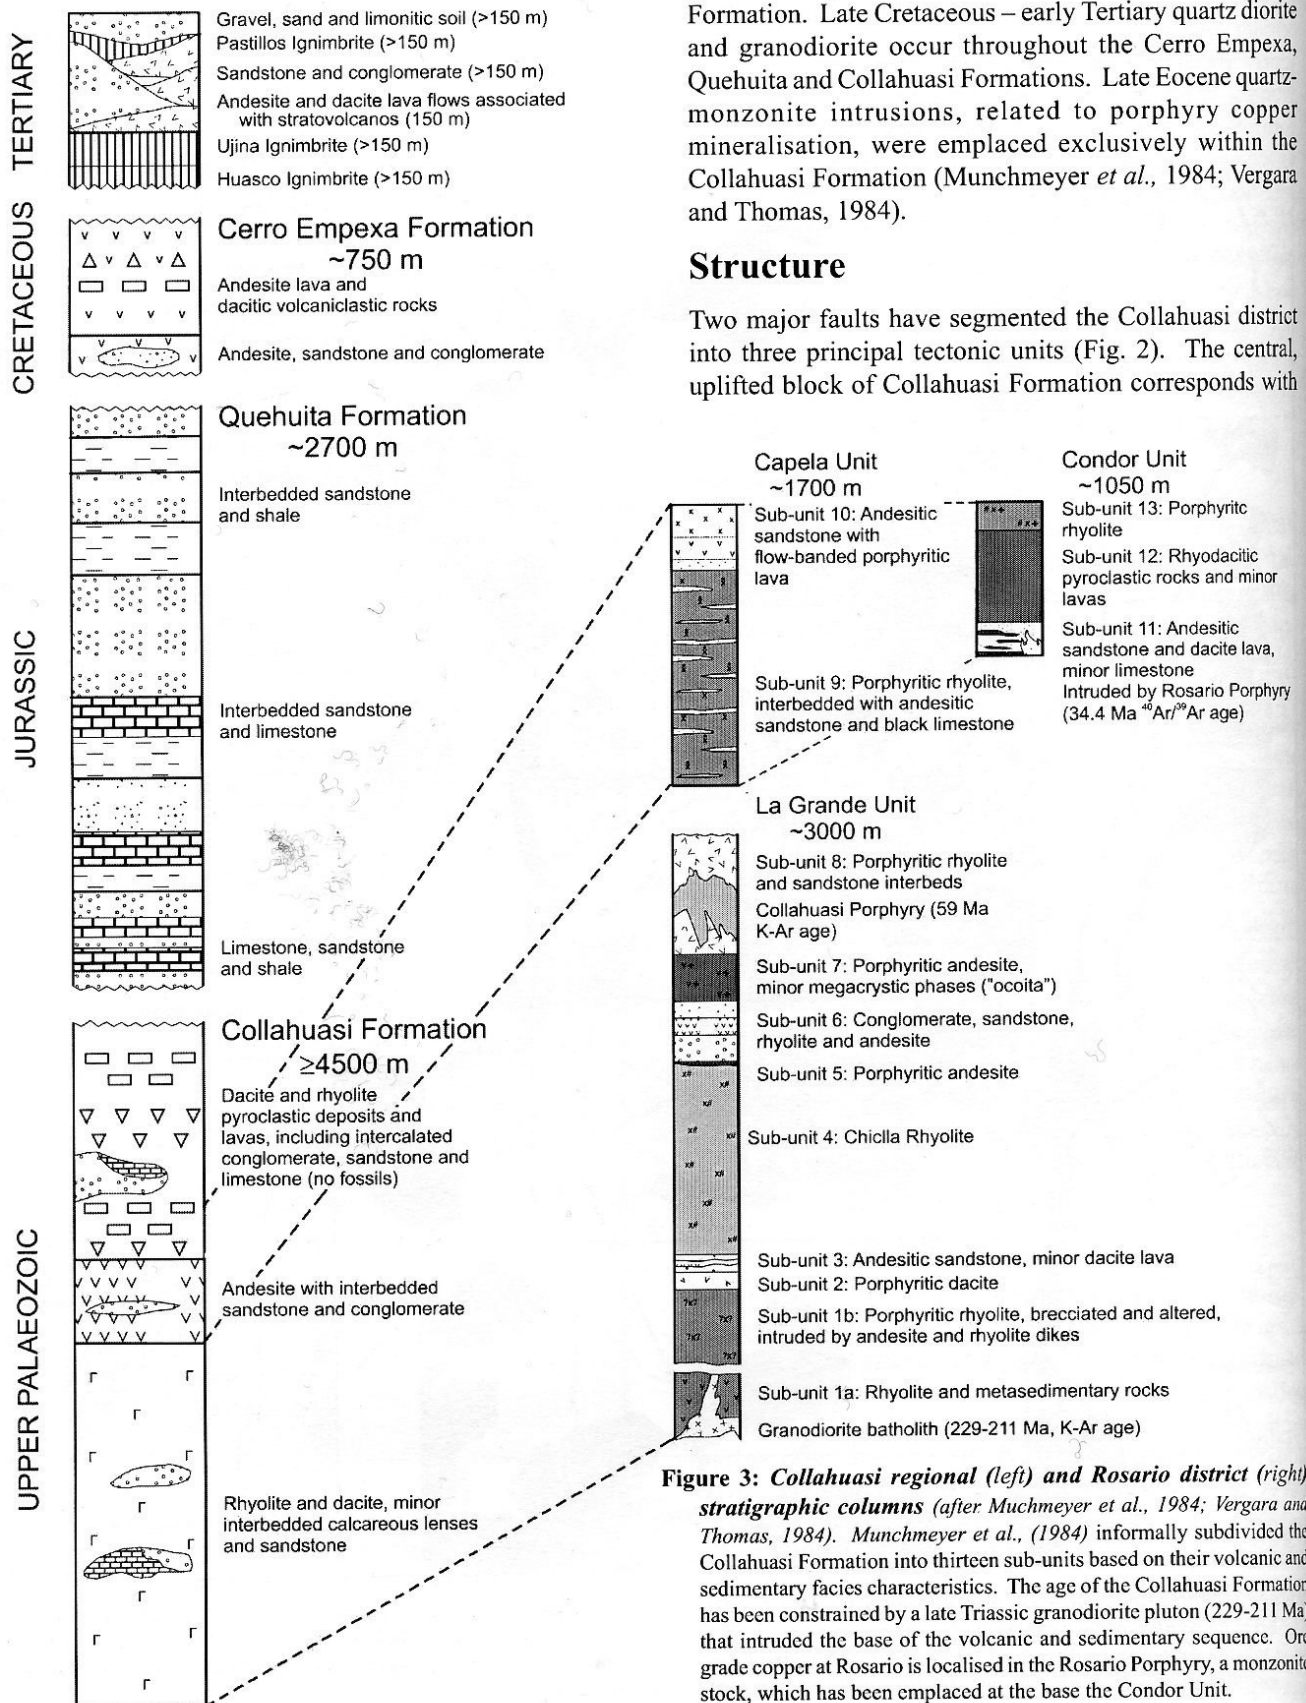 TERTIARY
Gravel, sand and limonitic soil (>150 m)
Pastillos Ignimbrite (>150 m)
Sandstone and conglomerate (>150 m)
Andesite and dacite lava flows associated
with stratovolcanos (150 m)
Ujina Ignimbrite (>150 m)
Huasco Ignimbrite (>150 m)
CRETACEOUS
Cerro Empexa Formation
~750 m
Andesite lava and
dacitic volcaniclastic rocks
Andesite, sandstone and conglomerate
JURASSIC
Quehuita Formation
~2700 m
Interbedded sandstone
and shale
Interbedded sandstone
and limestone
Limestone, sandstone
and shale
UPPER PALAEOZOIC
Collahuasi Formation
≥4500 m
Dacite and rhyolite
pyroclastic deposits and
lavas, including intercalated
conglomerate, sandstone and
limestone (no fossils)
Andesite with interbedded
sandstone and conglomerate
Rhyolite and dacite, minor
interbedded calcareous lenses
and sandstone
Formation. Late Cretaceous – early Tertiary quartz diorite
and granodiorite occur throughout the Cerro Empexa,
Quehuita and Collahuasi Formations. Late Eocene quartz-
monzonite intrusions, related to porphyry copper
mineralisation, were emplaced exclusively within the
Collahuasi Formation (Munchmeyer et al., 1984; Vergara
and Thomas, 1984).
Structure
Two major faults have segmented the Collahuasi district
into three principal tectonic units (Fig. 2). The central,
uplifted block of Collahuasi Formation corresponds with
Capela Unit
~1700 m
Sub-unit 10: Andesitic
sandstone with
flow-banded porphyritic
lava
Sub-unit 9: Porphyritic rhyolite,
interbedded with andesitic
sandstone and black limestone
Condor Unit
~1050 m
Sub-unit 13: Porphyritc
rhyolite
Sub-unit 12: Rhyodacitic
pyroclastic rocks and minor
lavas
Sub-unit 11: Andesitic
sandstone and dacite lava,
minor limestone
Intruded by Rosario Porphyry
(34.4 Ma ⁴⁰Ar/³⁹Ar age)
La Grande Unit
~3000 m
Sub-unit 8: Porphyritic rhyolite
and sandstone interbeds
Collahuasi Porphyry (59 Ma
K-Ar age)
Sub-unit 7: Porphyritic andesite,
minor megacrystic phases ("ocoita")
Sub-unit 6: Conglomerate, sandstone,
rhyolite and andesite
Sub-unit 5: Porphyritic andesite
Sub-unit 4: Chiclla Rhyolite
Sub-unit 3: Andesitic sandstone, minor dacite lava
Sub-unit 2: Porphyritic dacite
Sub-unit 1b: Porphyritic rhyolite, brecciated and altered,
intruded by andesite and rhyolite dikes
Sub-unit 1a: Rhyolite and metasedimentary rocks
Granodiorite batholith (229-211 Ma, K-Ar age)
Figure 3: Collahuasi regional (left) and Rosario district (right)
stratigraphic columns (after Muchmeyer et al., 1984; Vergara and
Thomas, 1984). Munchmeyer et al., (1984) informally subdivided the
Collahuasi Formation into thirteen sub-units based on their volcanic and
sedimentary facies characteristics. The age of the Collahuasi Formation
has been constrained by a late Triassic granodiorite pluton (229-211 Ma)
that intruded the base of the volcanic and sedimentary sequence. Ore
grade copper at Rosario is localised in the Rosario Porphyry, a monzonite
stock, which has been emplaced at the base the Condor Unit.